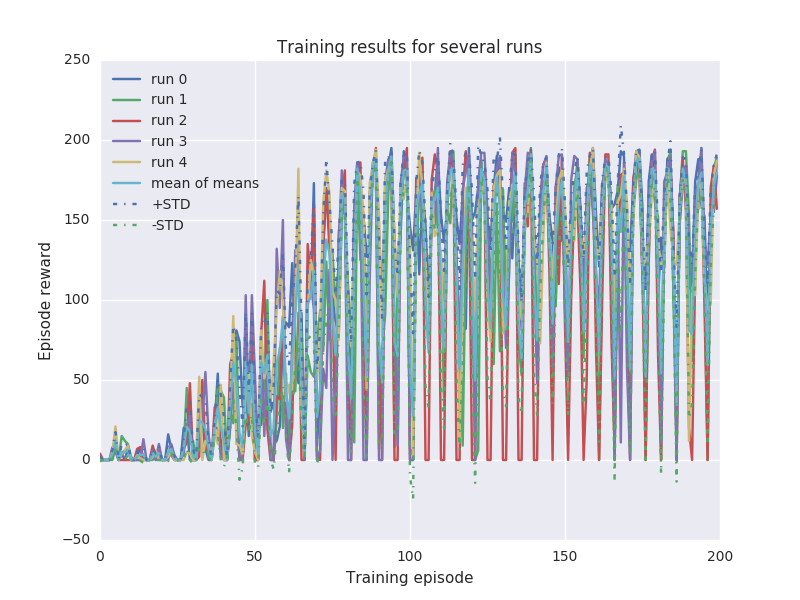 Training results for several runs
250
200
150
100
50
0
−50
run 0
run 1
run 2
run 3
run 4
mean of means
+STD
-STD
Episode reward
0 50 100 150 200
Training episode